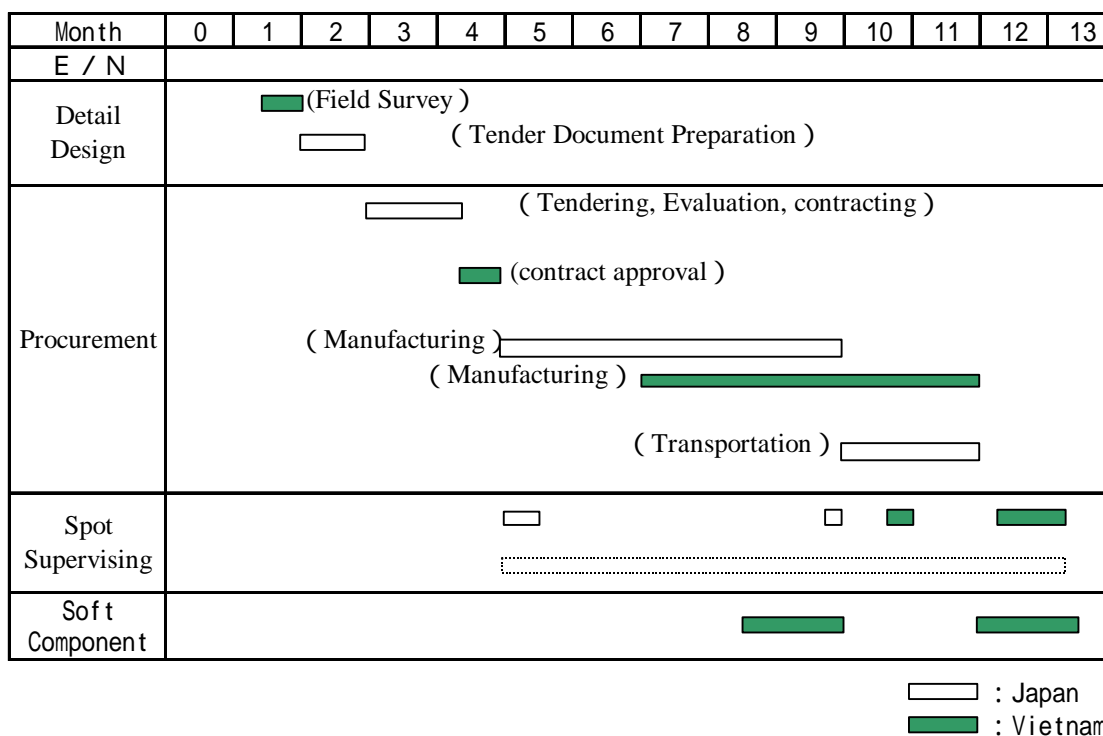 Month 0 1 2 3 4 5 6 7 8 9 10 11 12 13
E / N
Detail
Design
(Field Survey )
( Tender Document Preparation )
Procurement
( Tendering, Evaluation, contracting )
(contract approval )
( Manufacturing )
( Manufacturing )
( Transportation )
Spot
Supervising
Soft
Component
: Japan
: Vietnam